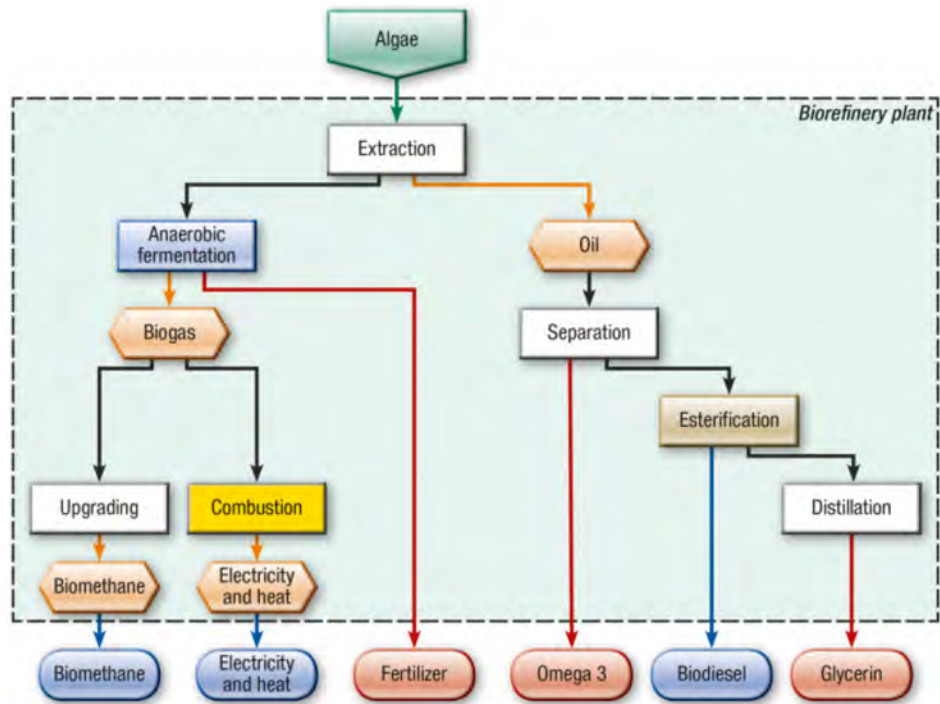 Algae
Biorefinery plant
Extraction
Anaerobic
fermentation
Oil
Biogas
Separation
Esterification
Upgrading
Combustion
Distillation
Biomethane
Electricity
and heat
Biomethane
Electricity
and heat
Fertilizer
Omega 3
Biodiesel
Glycerin